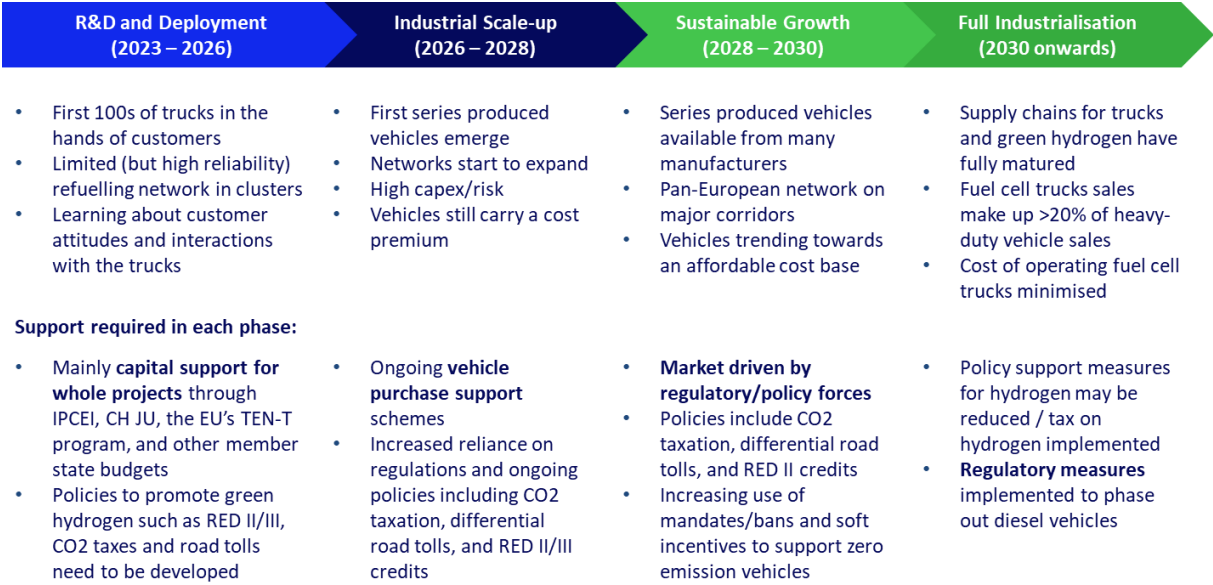 R&D and Deployment
(2023 – 2026)
Industrial Scale-up
(2026 – 2028)
Sustainable Growth
(2028 – 2030)
Full Industrialisation
(2030 onwards)
• First 100s of trucks in the
hands of customers
• Limited (but high reliability)
refuelling network in clusters
• Learning about customer
attitudes and interactions
with the trucks
• First series produced
vehicles emerge
• Networks start to expand
• High capex/risk
• Vehicles still carry a cost
premium
• Series produced vehicles
available from many
manufacturers
• Pan-European network on
major corridors
• Vehicles trending towards
an affordable cost base
• Supply chains for trucks
and green hydrogen have
fully matured
• Fuel cell trucks sales
make up >20% of heavy-
duty vehicle sales
• Cost of operating fuel cell
trucks minimised
Support required in each phase:
• Mainly capital support for
whole projects through
IPCEI, CH JU, the EU’s TEN-T
program, and other member
state budgets
• Policies to promote green
hydrogen such as RED II/III,
CO2 taxes and road tolls
need to be developed
• Ongoing vehicle
purchase support
schemes
• Increased reliance on
regulations and ongoing
policies including CO2
taxation, differential
road tolls, and RED II/III
credits
• Market driven by
regulatory/policy forces
• Policies include CO2
taxation, differential road
tolls, and RED II credits
• Increasing use of
mandates/bans and soft
incentives to support zero
emission vehicles
• Policy support measures
for hydrogen may be
reduced / tax on
hydrogen implemented
• Regulatory measures
implemented to phase
out diesel vehicles